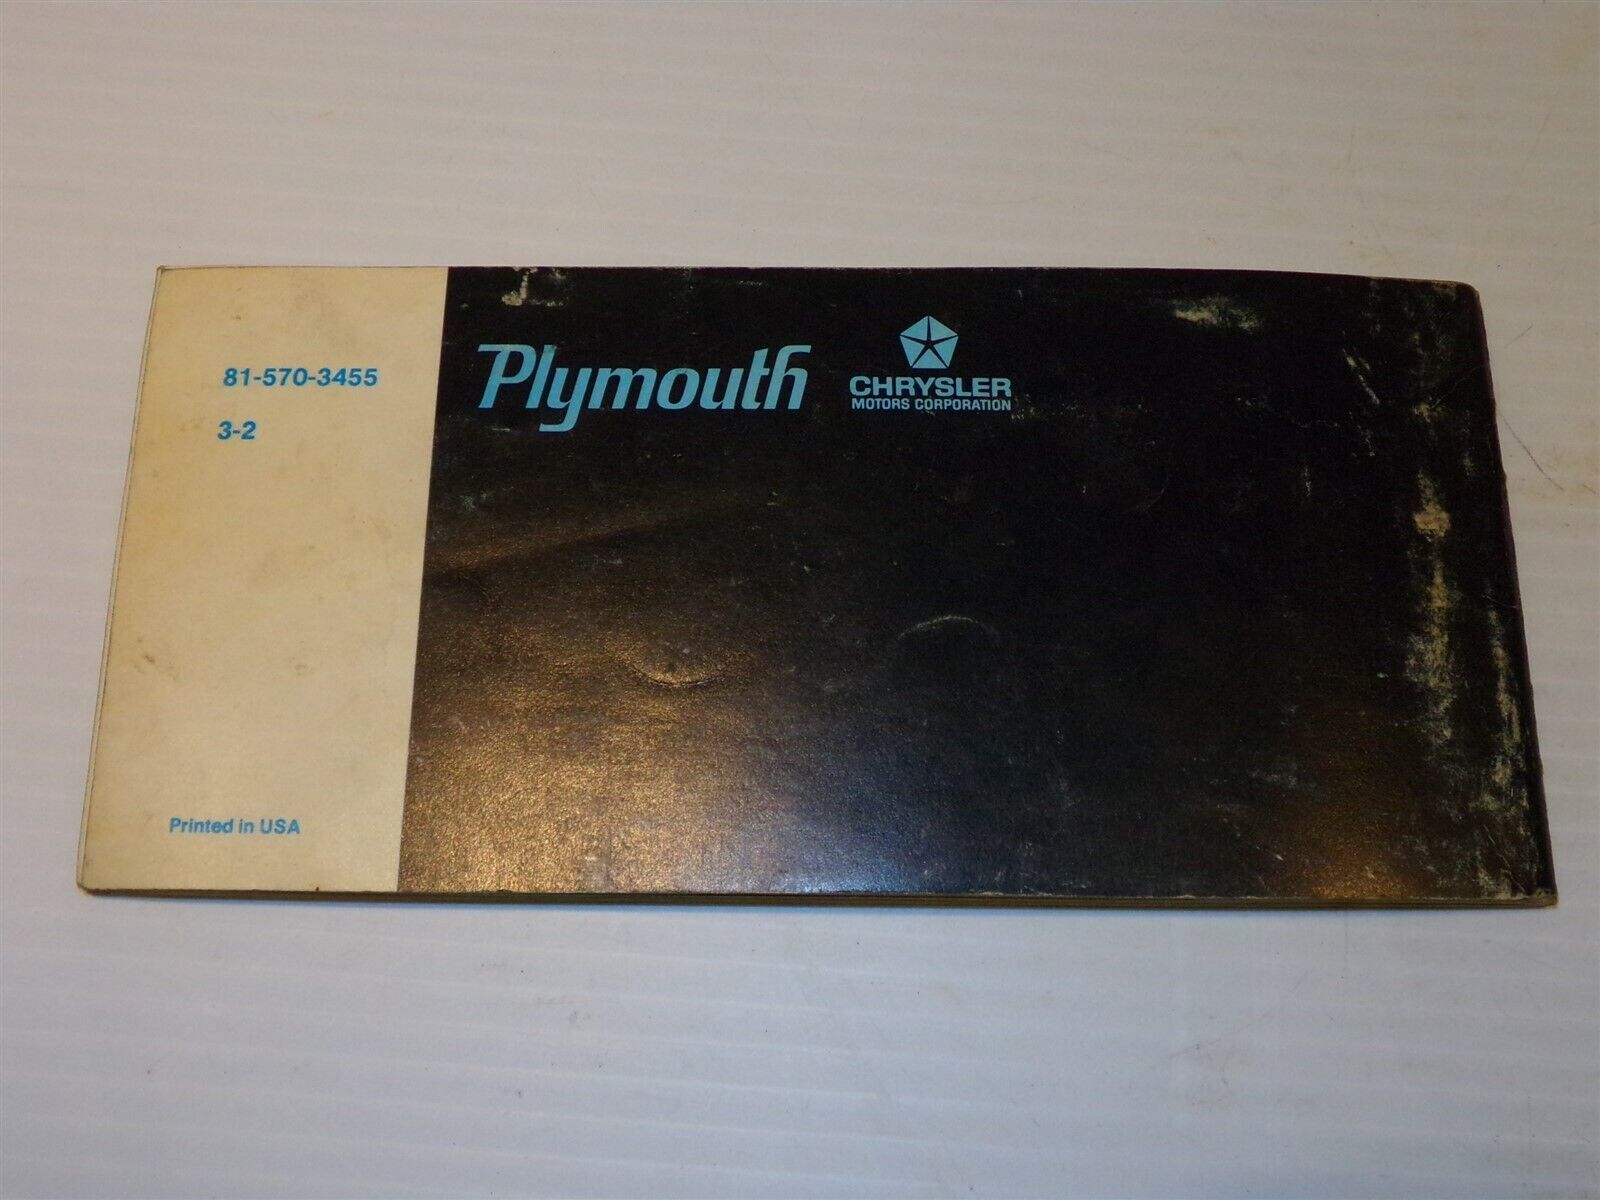 81-570-3455
3-2
Plymouth
CHRYSLER
MOTORS CORPORATION
Printed in USA